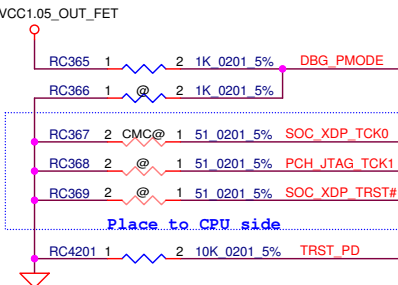 VCC1.05_OUT_FET
RC365 1 2 1K_0201_5% DBG_PMODE
RC366 1 @ 2 1K_0201_5%
RC367 2 CMC@ 1 51_0201_5% SOC_XDP_TCK0
RC368 2 @ 1 51_0201_5% PCH_JTAG_TCK1
RC369 2 @ 1 51_0201_5% SOC_XDP_TRST#
Place to CPU side
RC4201 1 2 10K_0201_5% TRST_PD